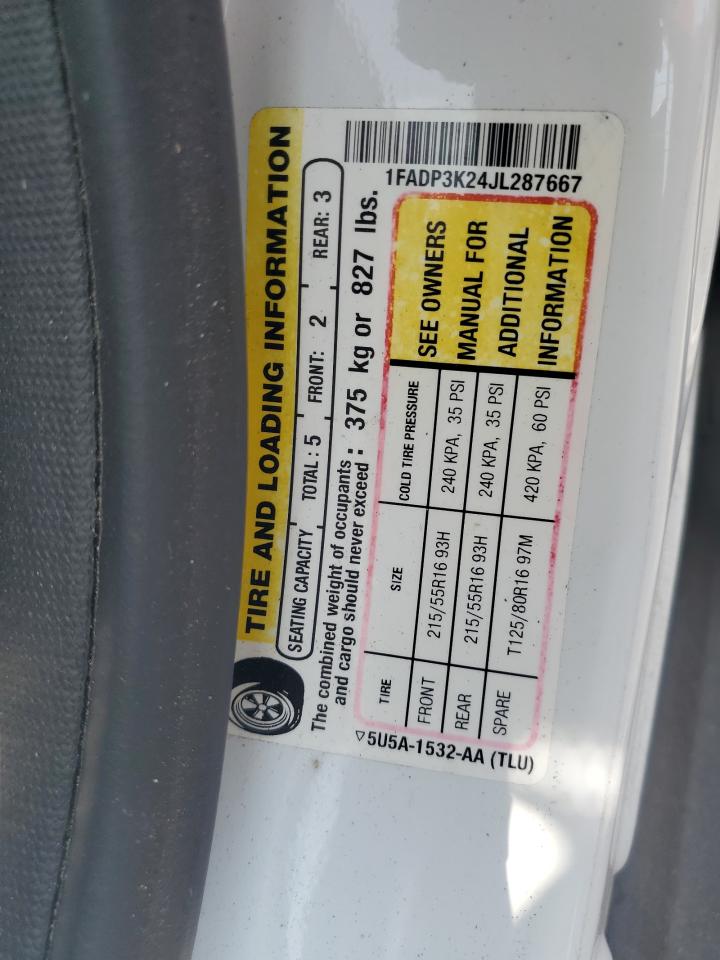 TIRE AND LOADING INFORMATION
SEATING CAPACITY TOTAL : 5 FRONT: 2 REAR: 3
The combined weight of occupants and cargo should never exceed : 375 kg or 827 lbs.
1FADP3K24JL287667
TIRE SIZE COLD TIRE PRESSURE
FRONT 215/55R16 93H 240 KPA, 35 PSI
REAR 215/55R16 93H 240 KPA, 35 PSI
SPARE T125/80R16 97M 420 KPA, 60 PSI
SEE OWNERS
MANUAL FOR
ADDITIONAL
INFORMATION
5U5A-1532-AA (TLU)